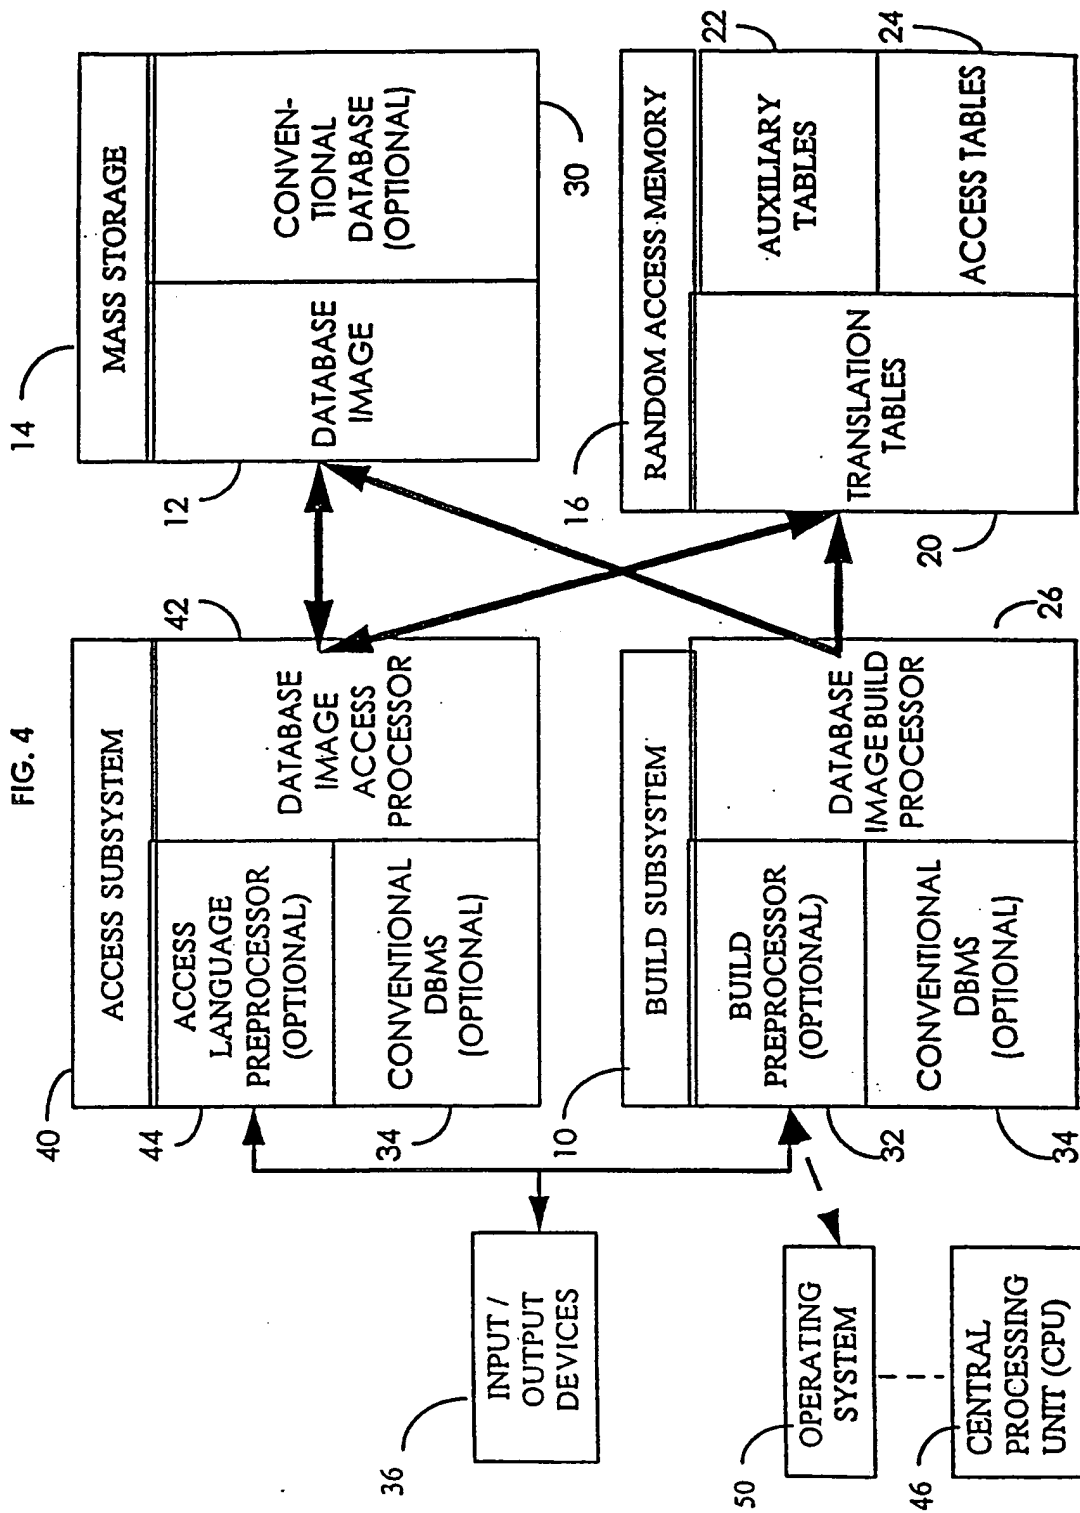 FIG. 4
40
ACCESS SUBSYSTEM
44
ACCESS
LANGUAGE
PREPROCESSOR
(OPTIONAL)
34
CONVENTIONAL
DBMS
(OPTIONAL)
42
DATABASE
IMAGE
ACCESS
PROCESSOR
14
MASS STORAGE
12
DATABASE
IMAGE
CONVEN-
TIONAL
DATABASE
(OPTIONAL)
30
36
INPUT /
OUTPUT
DEVICES
10
BUILD SUBSYSTEM
BUILD
PREPROCESSOR
(OPTIONAL)
32
CONVENTIONAL
DBMS
(OPTIONAL)
34
DATABASE
IMAGE BUILD
PROCESSOR
26
16
RANDOM ACCESS MEMORY
TRANSLATION
TABLES
20
22
AUXILIARY
TABLES
24
ACCESS TABLES
50
OPERATING
SYSTEM
46
CENTRAL
PROCESSING
UNIT (CPU)